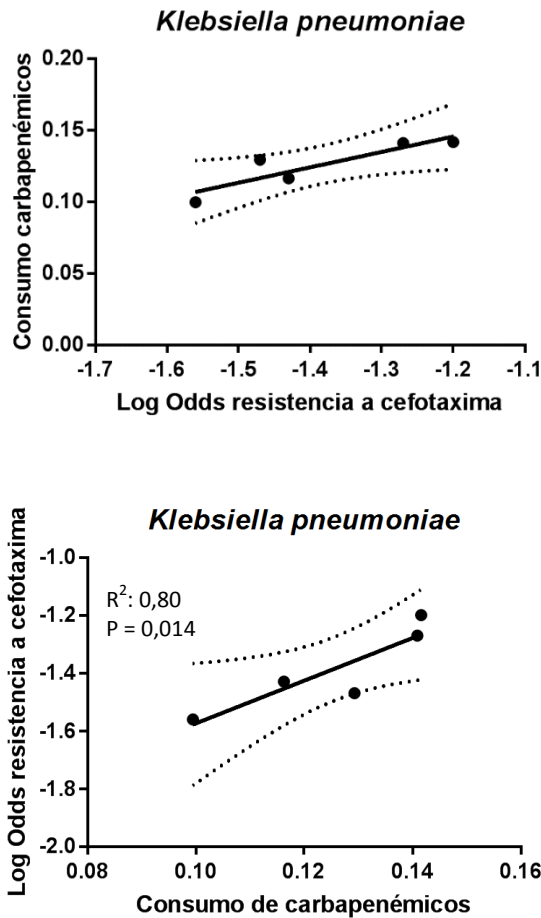 Klebsiella pneumoniae
Consumo carbapenémicos
0.20
0.15
0.10
0.05
0.00
-1.7 -1.6 -1.5 -1.4 -1.3 -1.2 -1.1
Log Odds resistencia a cefotaxima
Klebsiella pneumoniae
Log Odds resistencia a cefotaxima
-1.0
R²: 0,80
P = 0,014
-1.2
-1.4
-1.6
-1.8
-2.0
0.08 0.10 0.12 0.14 0.16
Consumo de carbapenémicos